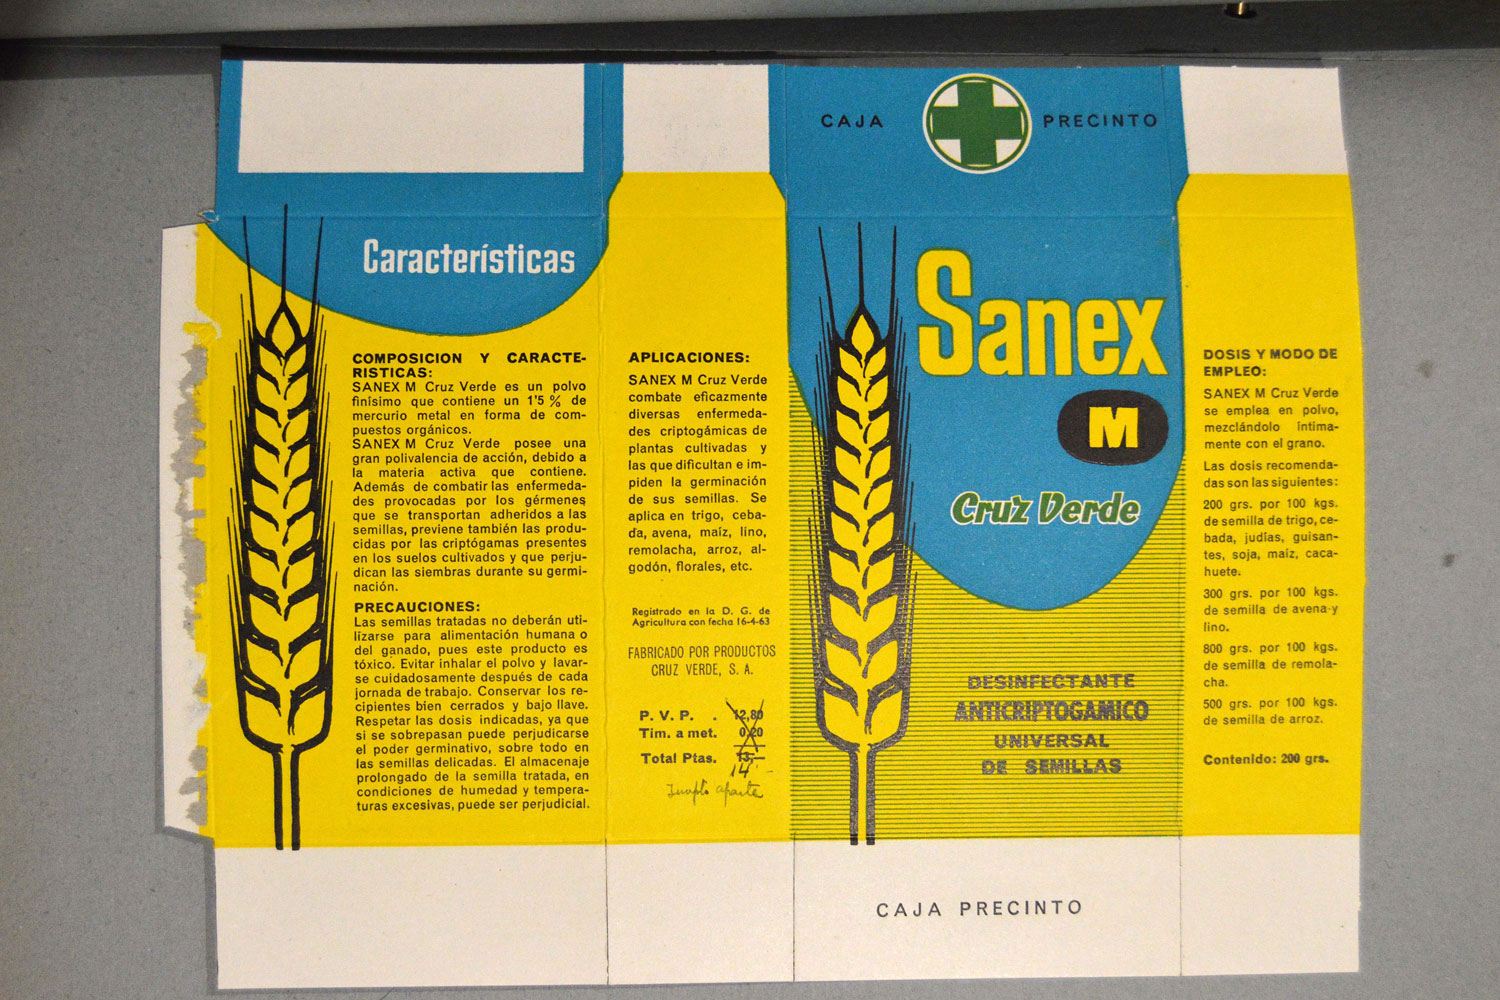 Características
COMPOSICION Y CARACTE-
RISTICAS:
SANEX M Cruz Verde es un polvo
finísimo que contiene un 1'5 % de
mercurio metal en forma de com-
puestos orgánicos.
SANEX M Cruz Verde posee una
gran polivalencia de acción, debido a
la materia activa que contiene.
Además de combatir las enfermeda-
des provocadas por los gérmenes
que se transportan adheridos a las
semillas, previene también las produ-
cidas por las criptógamas presentes
en los suelos cultivados y que perju-
dican las siembras durante su germi-
nación.
PRECAUCIONES:
Las semillas tratadas no deberán uti-
lizarse para alimentación humana o
del ganado, pues este producto es
tóxico. Evitar inhalar el polvo y lavar-
se cuidadosamente después de cada
jornada de trabajo. Conservar los re-
cipientes bien cerrados y bajo llave.
Respetar las dosis indicadas, ya que
si se sobrepasan puede perjudicarse
el poder germinativo, sobre todo en
las semillas delicadas. El almacenaje
prolongado de la semilla tratada, en
condiciones de humedad y tempera-
turas excesivas, puede ser perjudicial.
APLICACIONES:
SANEX M Cruz Verde
combate eficazmente
diversas enfermeda-
des criptogámicas de
plantas cultivadas y
las que dificultan e im-
piden la germinación
de sus semillas. Se
aplica en trigo, ceba-
da, avena, maíz, lino,
remolacha, arroz, al-
godón, florales, etc.
Registrado en la D. G. de
Agricultura con fecha 16-4-63
FABRICADO POR PRODUCTOS
CRUZ VERDE, S. A.
P. V. P. . 12,80
Tim. a met. 0,20
Total Ptas. 13,—
14'-
aparte
CAJA PRECINTO
Sanex
M
Cruz Verde
DESINFECTANTE
ANTICRIPTOGAMICO
UNIVERSAL
DE SEMILLAS
CAJA PRECINTO
DOSIS Y MODO DE
EMPLEO:
SANEX M Cruz Verde
se emplea en polvo,
mezclándolo íntima-
mente con el grano.
Las dosis recomenda-
das son las siguientes:
200 grs. por 100 kgs.
de semilla de trigo, ce-
bada, judías, guisan-
tes, soja, maíz, caca-
huete.
300 grs. por 100 kgs.
de semilla de avena y
lino.
800 grs. por 100 kgs.
de semilla de remola-
cha.
500 grs. por 100 kgs.
de semilla de arroz.
Contenido: 200 grs.